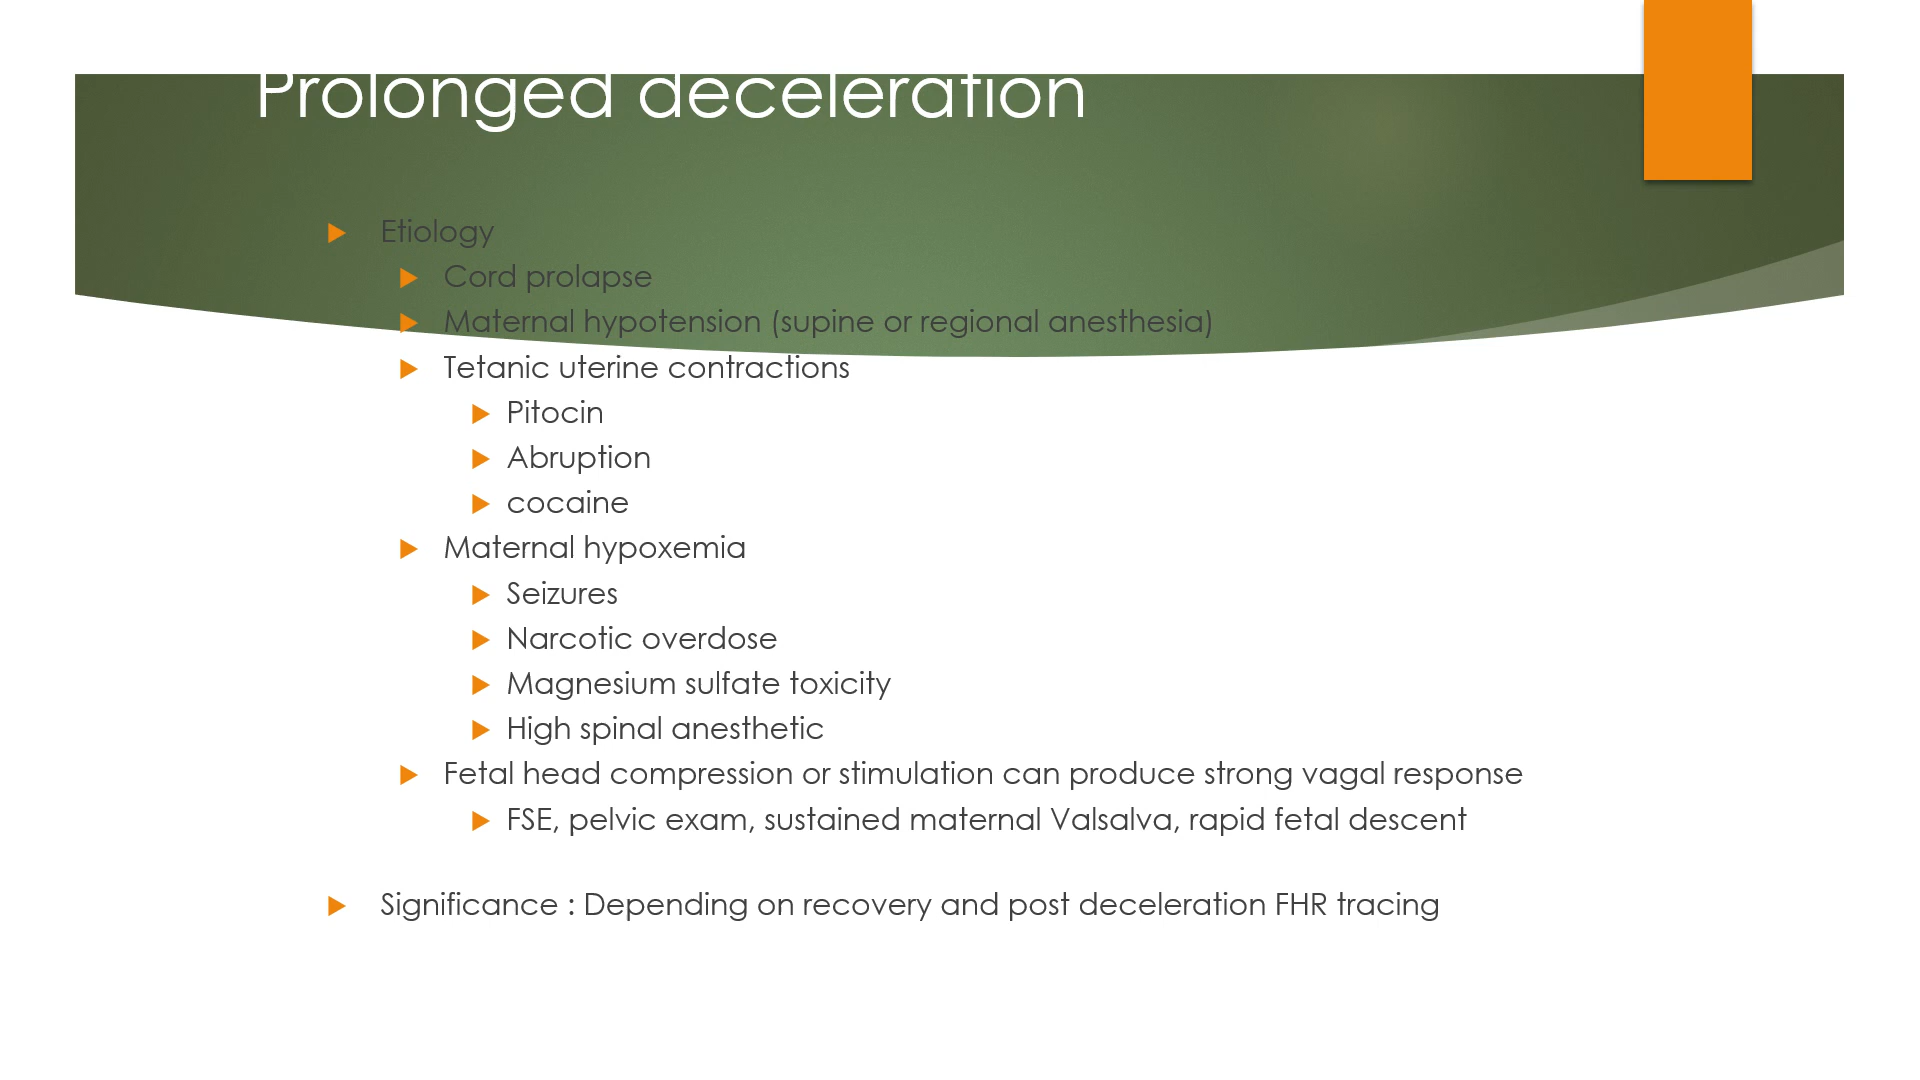 Prolonged deceleration
Etiology
Cord prolapse
Maternal hypotension (supine or regional anesthesia)
Tetanic uterine contractions
Pitocin
Abruption
cocaine
Maternal hypoxemia
Seizures
Narcotic overdose
Magnesium sulfate toxicity
High spinal anesthetic
Fetal head compression or stimulation can produce strong vagal response
FSE, pelvic exam, sustained maternal Valsalva, rapid fetal descent
Significance : Depending on recovery and post deceleration FHR tracing